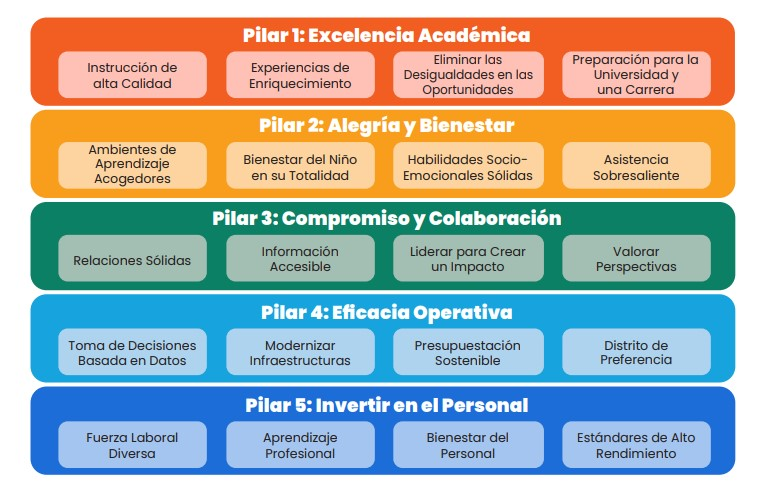 Pilar 1: Excelencia Académica
Instrucción de
alta Calidad
Experiencias de
Enriquecimiento
Eliminar las
Desigualdades en las
Oportunidades
Preparación para la
Universidad y
una Carrera
Pilar 2: Alegría y Bienestar
Ambientes de
Aprendizaje
Acogedores
Bienestar del Niño
en su Totalidad
Habilidades Socio-
Emocionales Sólidas
Asistencia
Sobresaliente
Pilar 3: Compromiso y Colaboración
Relaciones Sólidas
Información
Accesible
Liderar para Crear
un Impacto
Valorar
Perspectivas
Pilar 4: Eficacia Operativa
Toma de Decisiones
Basada en Datos
Modernizar
Infraestructuras
Presupuestación
Sostenible
Distrito de
Preferencia
Pilar 5: Invertir en el Personal
Fuerza Laboral
Diversa
Aprendizaje
Profesional
Bienestar del
Personal
Estándares de Alto
Rendimiento